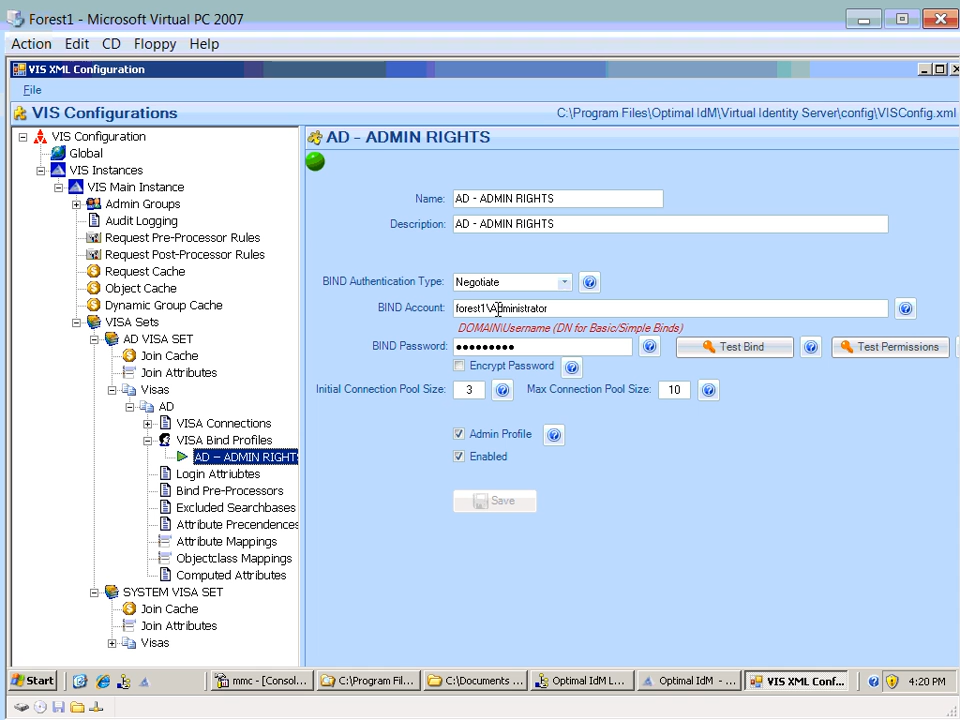 Forest1 - Microsoft Virtual PC 2007
Action Edit CD Floppy Help
VIS XML Configuration
File
VIS Configurations
C:\Program Files\Optimal IdM\Virtual Identity Server\config\VISConfig.xml
VIS Configuration
Global
VIS Instances
VIS Main Instance
Admin Groups
Audit Logging
Request Pre-Processor Rules
Request Post-Processor Rules
Request Cache
Object Cache
Dynamic Group Cache
VISA Sets
AD VISA SET
Join Cache
Join Attributes
Visas
AD
VISA Connections
VISA Bind Profiles
AD - ADMIN RIGHTS
Login Attriubtes
Bind Pre-Processors
Excluded Searchbases
Attribute Precendences
Attribute Mappings
Objectclass Mappings
Computed Attributes
SYSTEM VISA SET
Join Cache
Join Attributes
Visas
AD - ADMIN RIGHTS
Name: AD - ADMIN RIGHTS
Description: AD - ADMIN RIGHTS
BIND Authentication Type: Negotiate
BIND Account: forest1\Administrator
DOMAIN\Username (DN for Basic/Simple Binds)
BIND Password: ●●●●●●●●● Test Bind Test Permissions
Encrypt Password
Initial Connection Pool Size: 3 Max Connection Pool Size: 10
Admin Profile
Enabled
Save
Start mmc - [Consol... C:\Program Fil... C:\Documents ... Optimal IdM L... Optimal IdM - ... VIS XML Conf... 4:20 PM